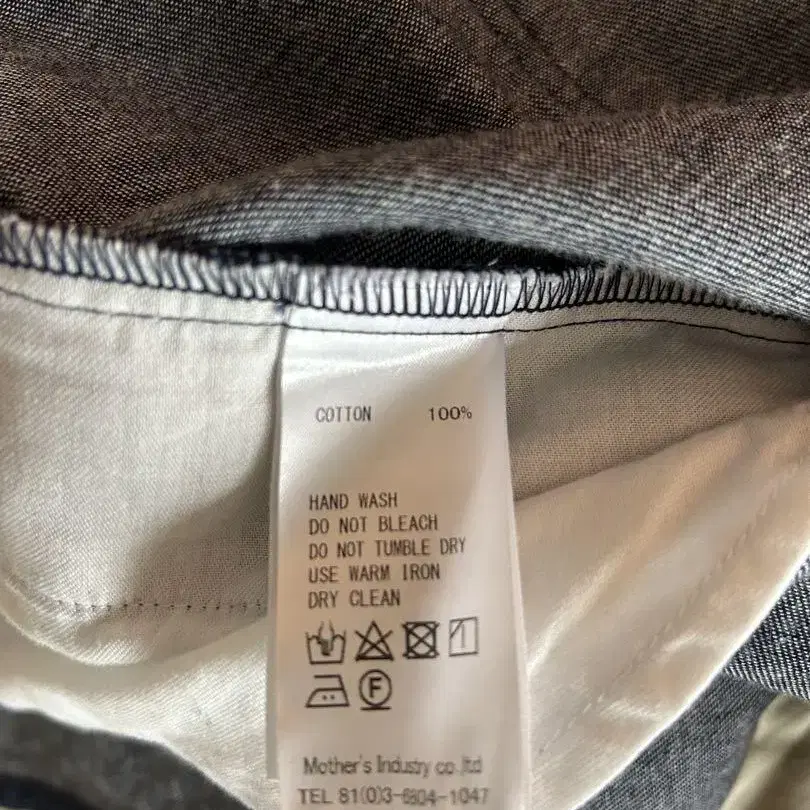 COTTON 100%
HAND WASH
DO NOT BLEACH
DO NOT TUMBLE DRY
USE WARM IRON
DRY CLEAN
F
Mother's Industry co.,ltd
TEL 81(0)3-6804-1047